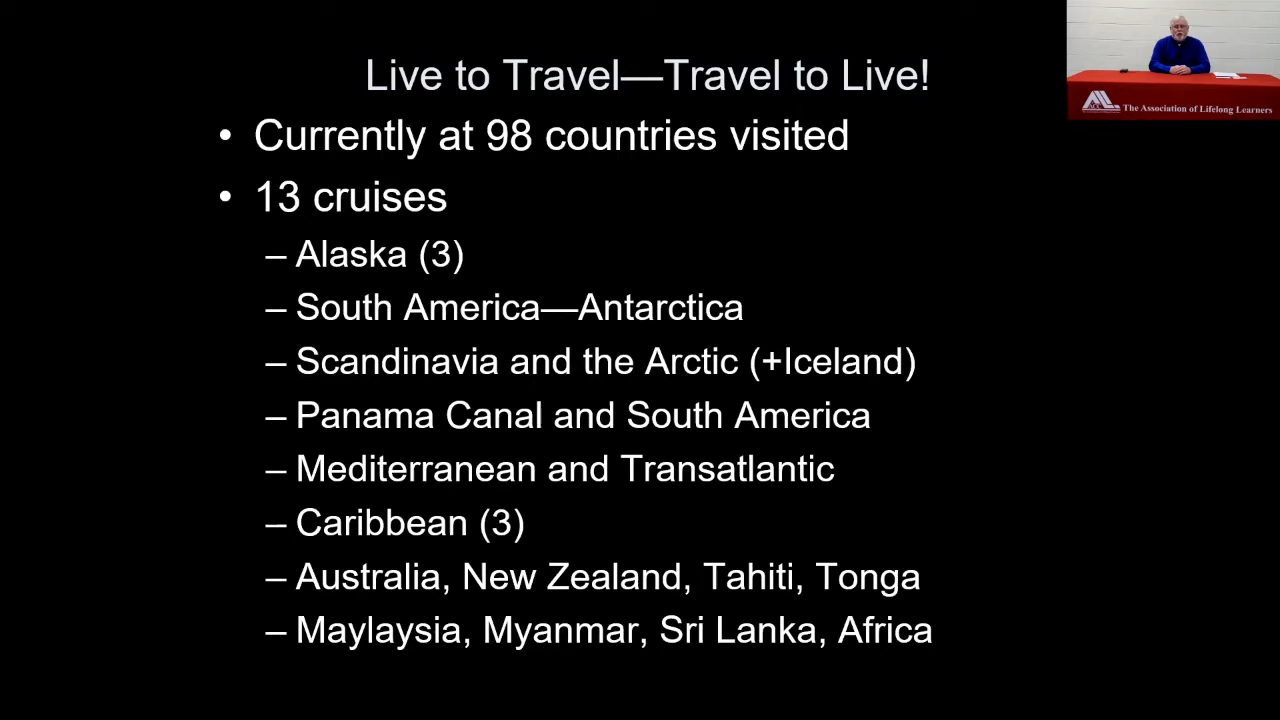 Live to Travel—Travel to Live!
• Currently at 98 countries visited
• 13 cruises
– Alaska (3)
– South America—Antarctica
– Scandinavia and the Arctic (+Iceland)
– Panama Canal and South America
– Mediterranean and Transatlantic
– Caribbean (3)
– Australia, New Zealand, Tahiti, Tonga
– Maylaysia, Myanmar, Sri Lanka, Africa
The Association of Lifelong Learners